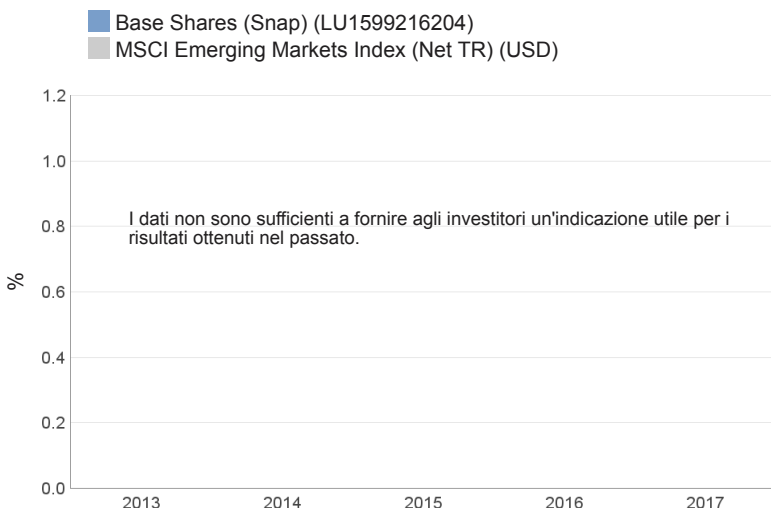 Base Shares (Snap) (LU1599216204)
MSCI Emerging Markets Index (Net TR) (USD)
1.2
1.0
I dati non sono sufficienti a fornire agli investitori un'indicazione utile per i
risultati ottenuti nel passato.
0.8
%
0.6
0.4
0.2
0.0
2013 2014 2015 2016 2017